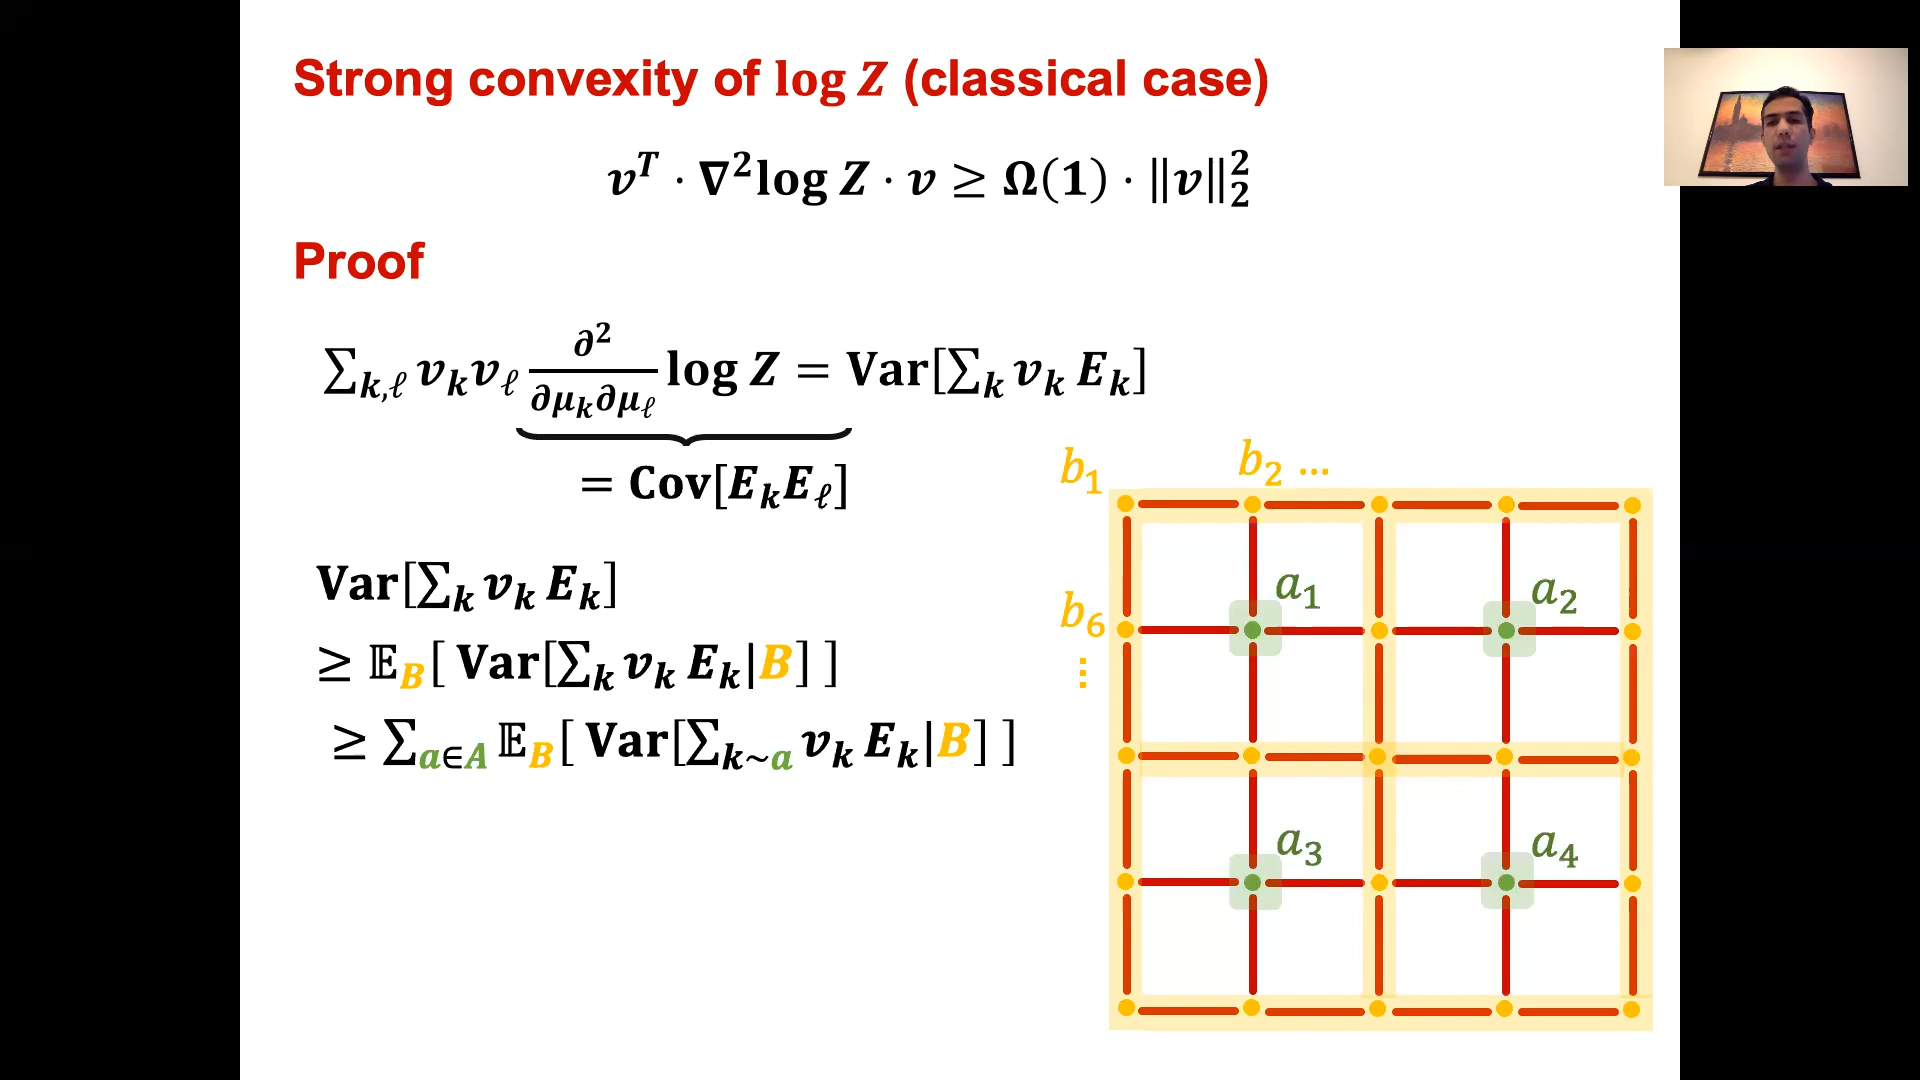 Strong convexity of log Z (classical case)
v^T · ∇² log Z · v ≥ Ω(1) · ‖v‖₂²
Proof
∑_{k,ℓ} v_k v_ℓ ∂²/∂μ_k∂μ_ℓ log Z = Var[∑_k v_k E_k]
= Cov[E_k E_ℓ]
Var[∑_k v_k E_k]
≥ 𝔼_B[ Var[∑_k v_k E_k|B] ]
≥ ∑_{a∈A} 𝔼_B[ Var[∑_{k~a} v_k E_k|B] ]
b₁ b₂ ...
a₁ a₂
b₆
⋮
a₃ a₄